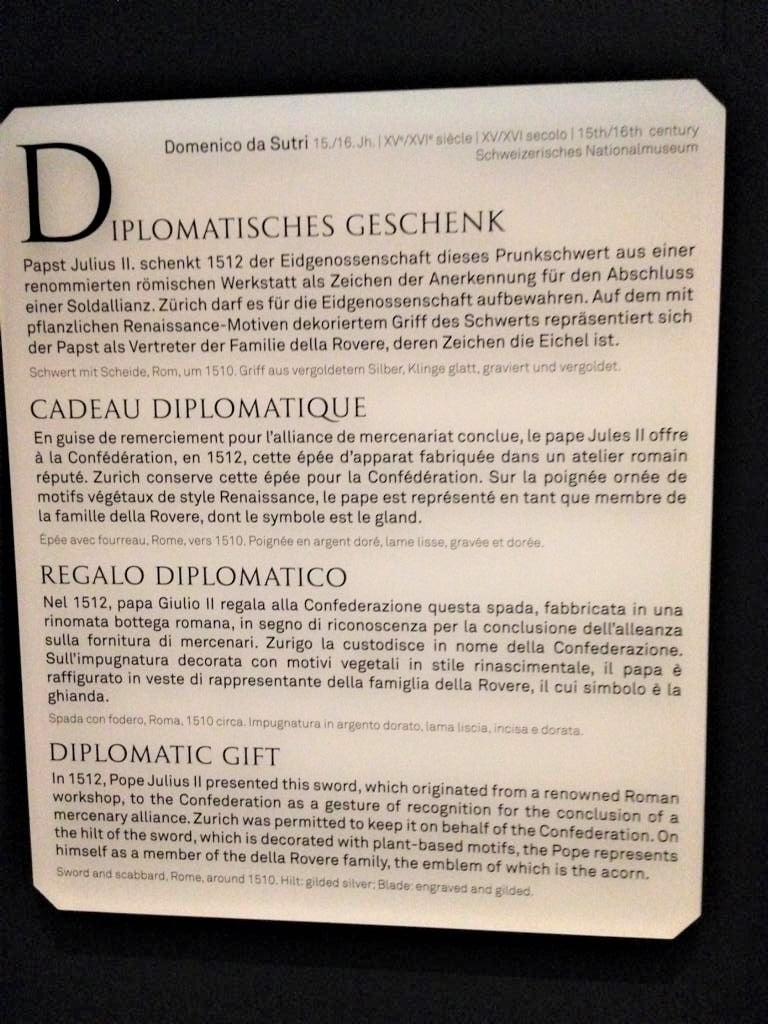 Domenico da Sutri 15./16. Jh. | XVᵉ/XVIᵉ siècle | XV/XVI secolo | 15th/16th century
Schweizerisches Nationalmuseum
DIPLOMATISCHES GESCHENK
Papst Julius II. schenkt 1512 der Eidgenossenschaft dieses Prunkschwert aus einer
renommierten römischen Werkstatt als Zeichen der Anerkennung für den Abschluss
einer Soldallianz. Zürich darf es für die Eidgenossenschaft aufbewahren. Auf dem mit
pflanzlichen Renaissance-Motiven dekoriertem Griff des Schwerts repräsentiert sich
der Papst als Vertreter der Familie della Rovere, deren Zeichen die Eichel ist.
Schwert mit Scheide, Rom, um 1510. Griff aus vergoldetem Silber, Klinge glatt, graviert und vergoldet.
CADEAU DIPLOMATIQUE
En guise de remerciement pour l'alliance de mercenariat conclue, le pape Jules II offre
à la Confédération, en 1512, cette épée d'apparat fabriquée dans un atelier romain
réputé. Zurich conserve cette épée pour la Confédération. Sur la poignée ornée de
motifs végétaux de style Renaissance, le pape est représenté en tant que membre de
la famille della Rovere, dont le symbole est le gland.
Épée avec fourreau, Rome, vers 1510. Poignée en argent doré, lame lisse, gravée et dorée.
REGALO DIPLOMATICO
Nel 1512, papa Giulio II regala alla Confederazione questa spada, fabbricata in una
rinomata bottega romana, in segno di riconoscenza per la conclusione dell'alleanza
sulla fornitura di mercenari. Zurigo la custodisce in nome della Confederazione.
Sull'impugnatura decorata con motivi vegetali in stile rinascimentale, il papa è
raffigurato in veste di rappresentante della famiglia della Rovere, il cui simbolo è la
ghianda.
Spada con fodero, Roma, 1510 circa. Impugnatura in argento dorato, lama liscia, incisa e dorata.
DIPLOMATIC GIFT
In 1512, Pope Julius II presented this sword, which originated from a renowned Roman
workshop, to the Confederation as a gesture of recognition for the conclusion of a
mercenary alliance. Zurich was permitted to keep it on behalf of the Confederation. On
the hilt of the sword, which is decorated with plant-based motifs, the Pope represents
himself as a member of the della Rovere family, the emblem of which is the acorn.
Sword and scabbard, Rome, around 1510. Hilt: gilded silver; Blade: engraved and gilded.